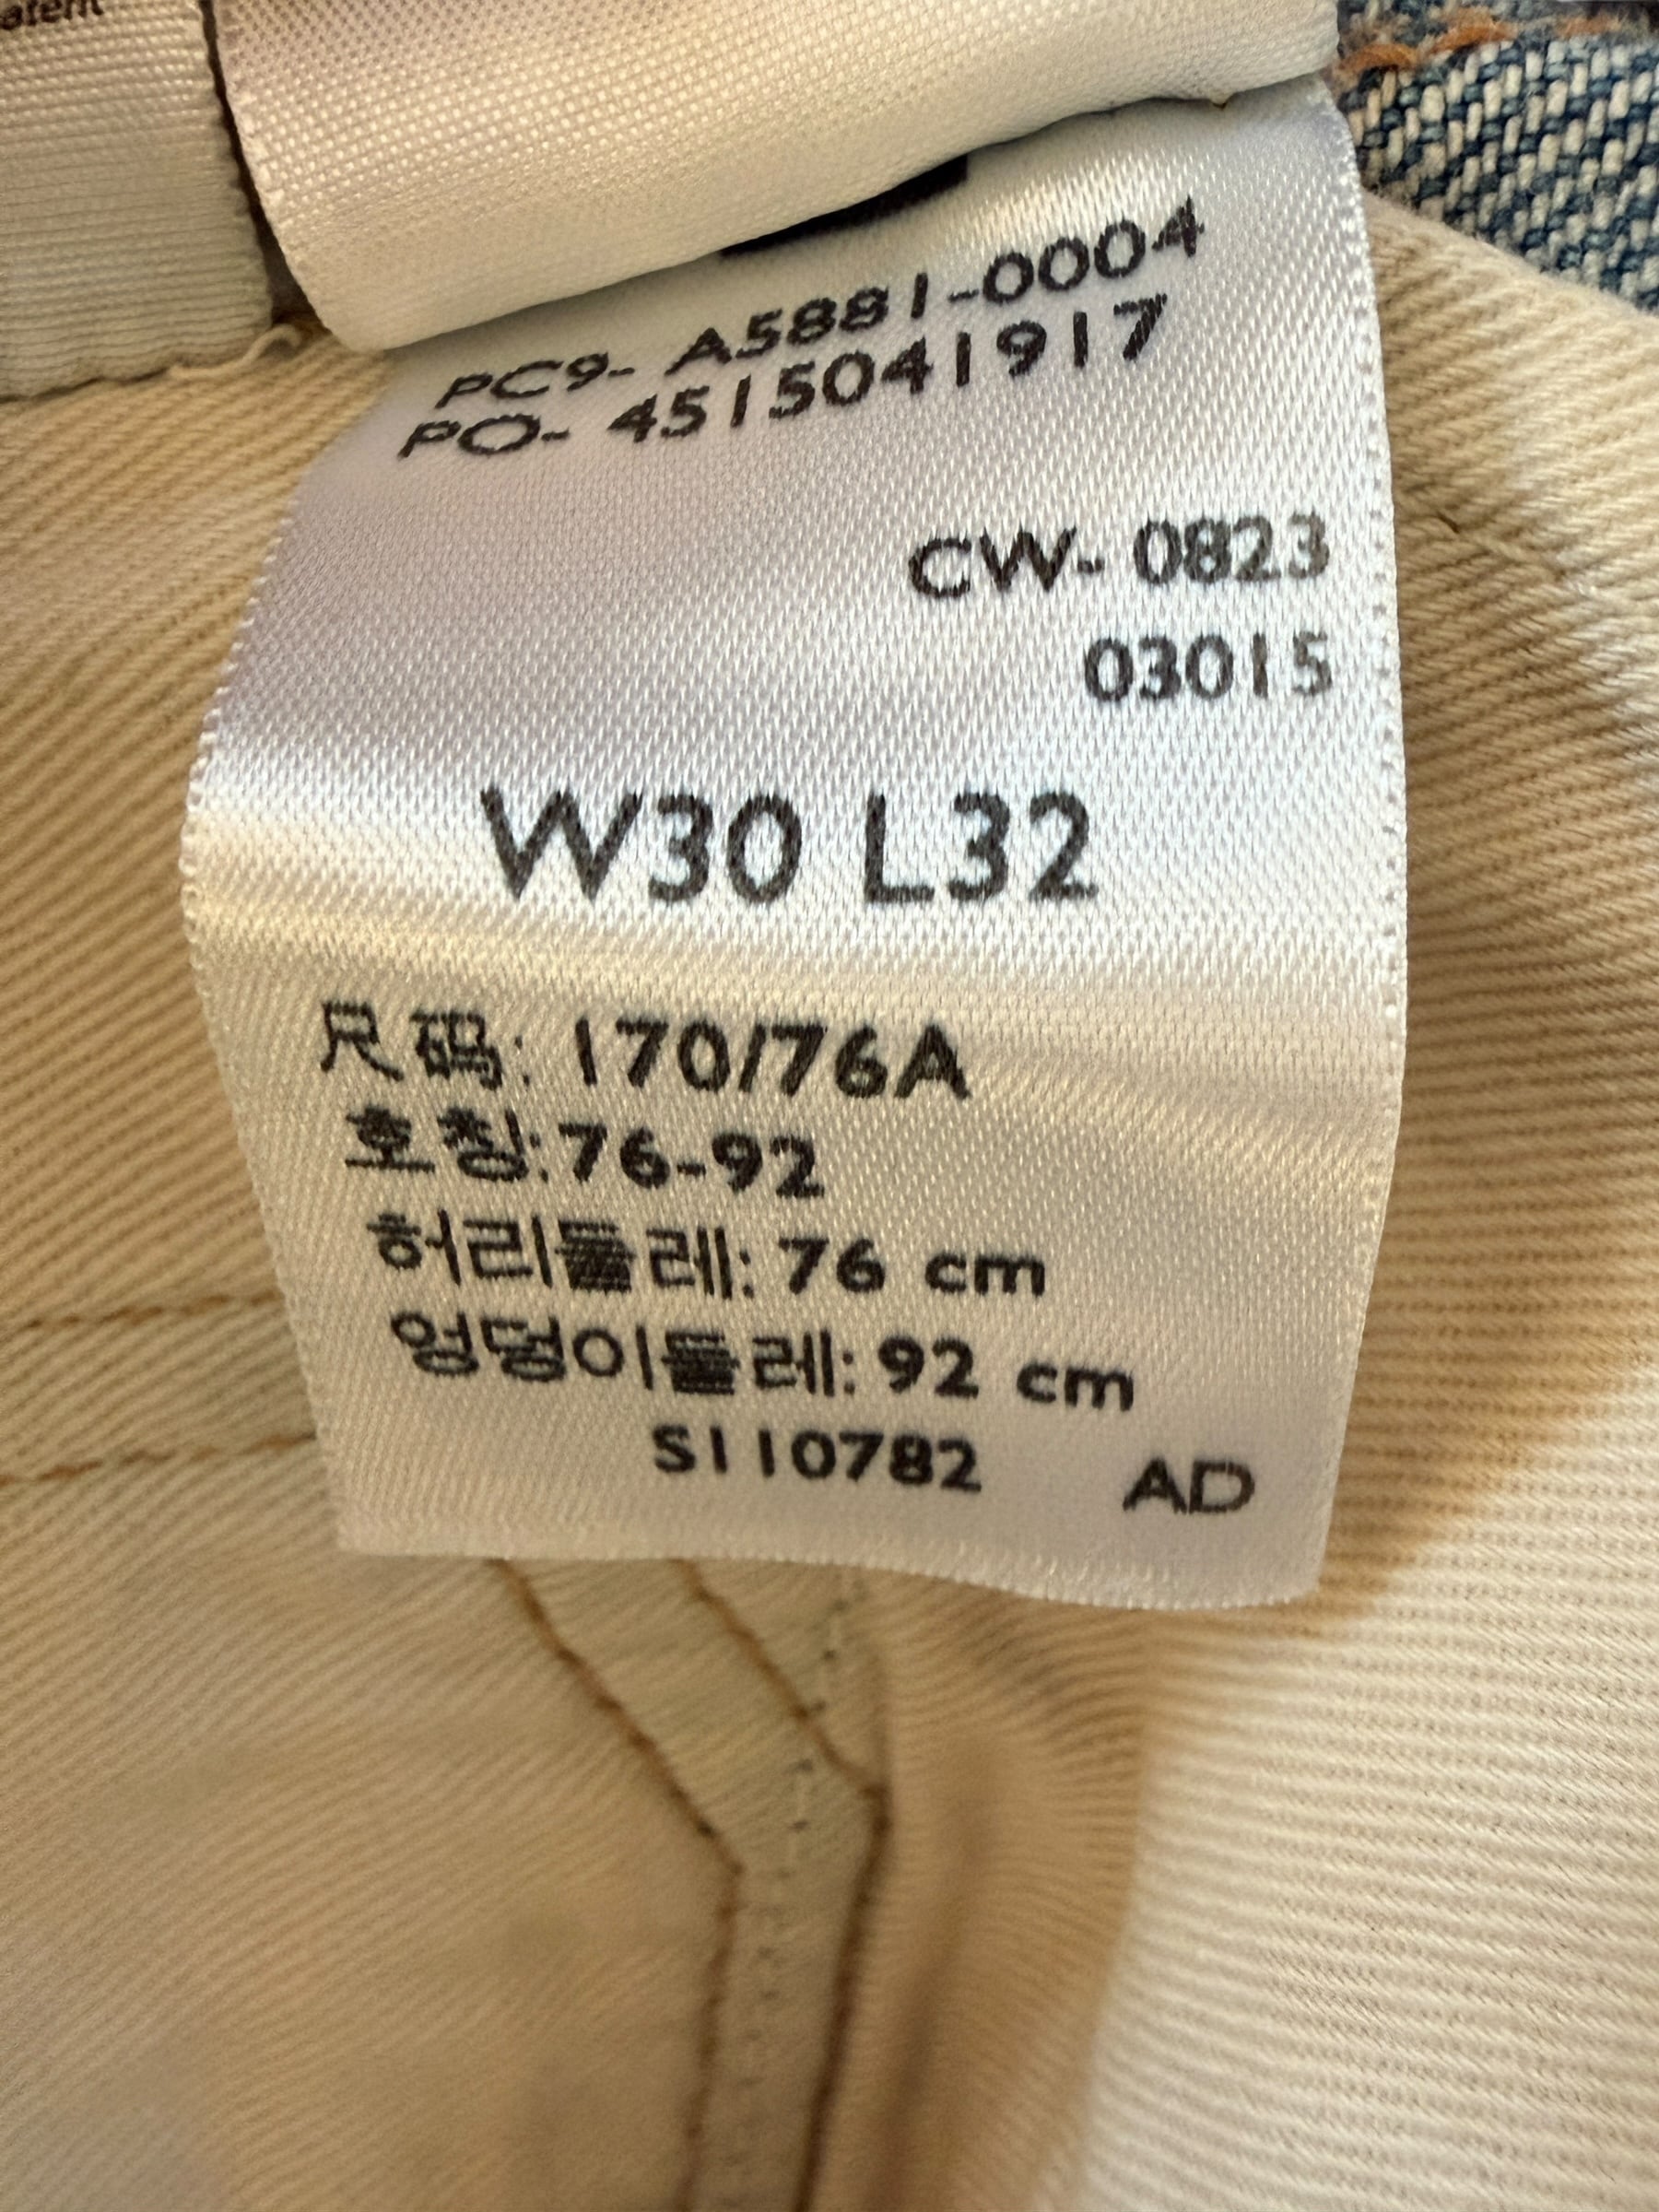 PC9- A5881-0004
PO- 4515041917
CW- 0823
03015
W30 L32
尺码: 170/76A
호칭:76-92
허리둘레: 76 cm
엉덩이둘레: 92 cm
S110782 AD